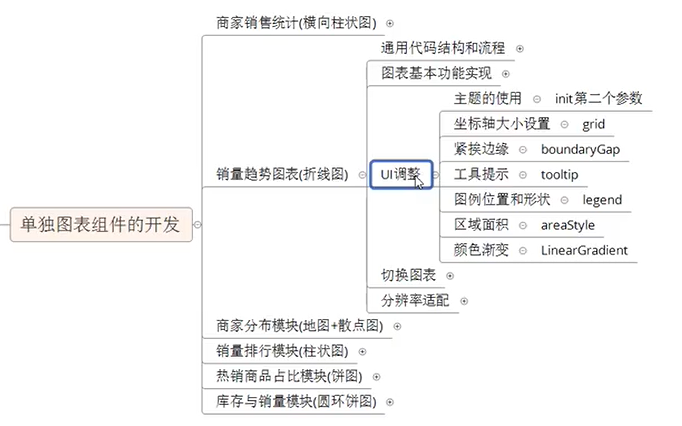 商家销售统计(横向柱状图)
通用代码结构和流程
图表基本功能实现
主题的使用 init第二个参数
坐标轴大小设置 grid
紧挨边缘 boundaryGap
销量趋势图表(折线图) UI调整 工具提示 tooltip
图例位置和形状 legend
区域面积 areaStyle
单独图表组件的开发
颜色渐变 LinearGradient
切换图表
分辨率适配
商家分布模块(地图+散点图)
销量排行模块(柱状图)
热销商品占比模块(饼图)
库存与销量模块(圆环饼图)